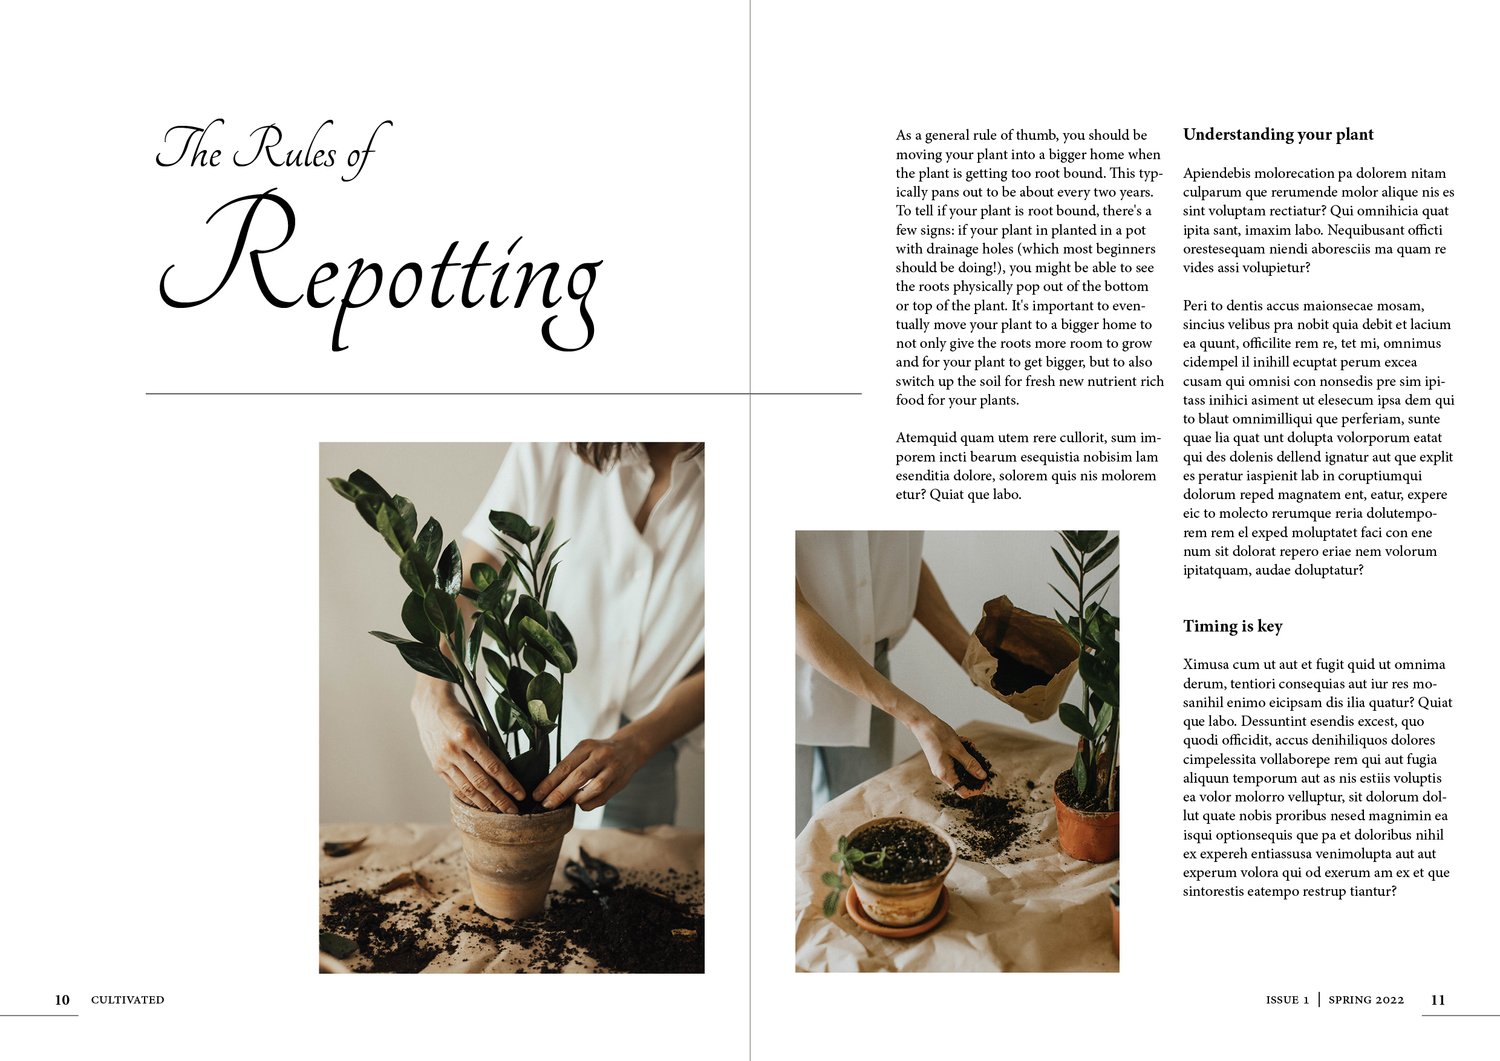 The Rules of
Repotting
As a general rule of thumb, you should be
moving your plant into a bigger home when
the plant is getting too root bound. This typ-
ically pans out to be about every two years.
To tell if your plant is root bound, there's a
few signs: if your plant in planted in a pot
with drainage holes (which most beginners
should be doing!), you might be able to see
the roots physically pop out of the bottom
or top of the plant. It's important to even-
tually move your plant to a bigger home to
not only give the roots more room to grow
and for your plant to get bigger, but to also
switch up the soil for fresh new nutrient rich
food for your plants.
Atemquid quam utem rere cullorit, sum im-
porem incti bearum esequistia nobisim lam
esenditia dolore, solorem quis nis molorem
etur? Quiat que labo.
Understanding your plant
Apiendebis molorecation pa dolorem nitam
culparum que rerumende molor alique nis es
sint voluptam rectiatur? Qui omnihicia quat
ipita sant, imaxim labo. Nequibusant officti
orestesequam niendi aboresciis ma quam re
vides assi volupietur?
Peri to dentis accus maionsecae mosam,
sincius velibus pra nobit quia debit et lacium
ea quunt, officilite rem re, tet mi, omnimus
cidempel il inihill ecuptat perum excea
cusam qui omnisi con nonsedis pre sim ipi-
tass inihici asiment ut elesecum ipsa dem qui
to blaut omnimilliqui que perferiam, sunte
quae lia quat unt dolupta volorporum eatat
qui des dolenis dellend ignatur aut que explit
es peratur iaspienit lab in coruptiumqui
dolorum reped magnatem ent, eatur, expere
eic to molecto rerumque reria dolutempo-
rem rem el exped moluptatet faci con ene
num sit dolorat repero eriae nem volorum
ipitatquam, audae doluptatur?
Timing is key
Ximusa cum ut aut et fugit quid ut omnima
derum, tentiori consequias aut iur res mo-
sanihil enimo eicipsam dis ilia quatur? Quiat
que labo. Dessuntint esendis excest, quo
quodi officidit, accus denihiliquos dolores
cimpelessita vollaborepe rem qui aut fugia
aliquun temporum aut as nis estiis voluptis
ea volor molorro velluptur, sit dolorum dol-
lut quate nobis proribus nesed magnimin ea
isqui optionsequis que pa et doloribus nihil
ex expereh entiassusa venimolupta aut aut
experum volora qui od exerum am ex et que
sintorestis eatempo restrup tiantur?
10 CULTIVATED
ISSUE 1 | SPRING 2022 11